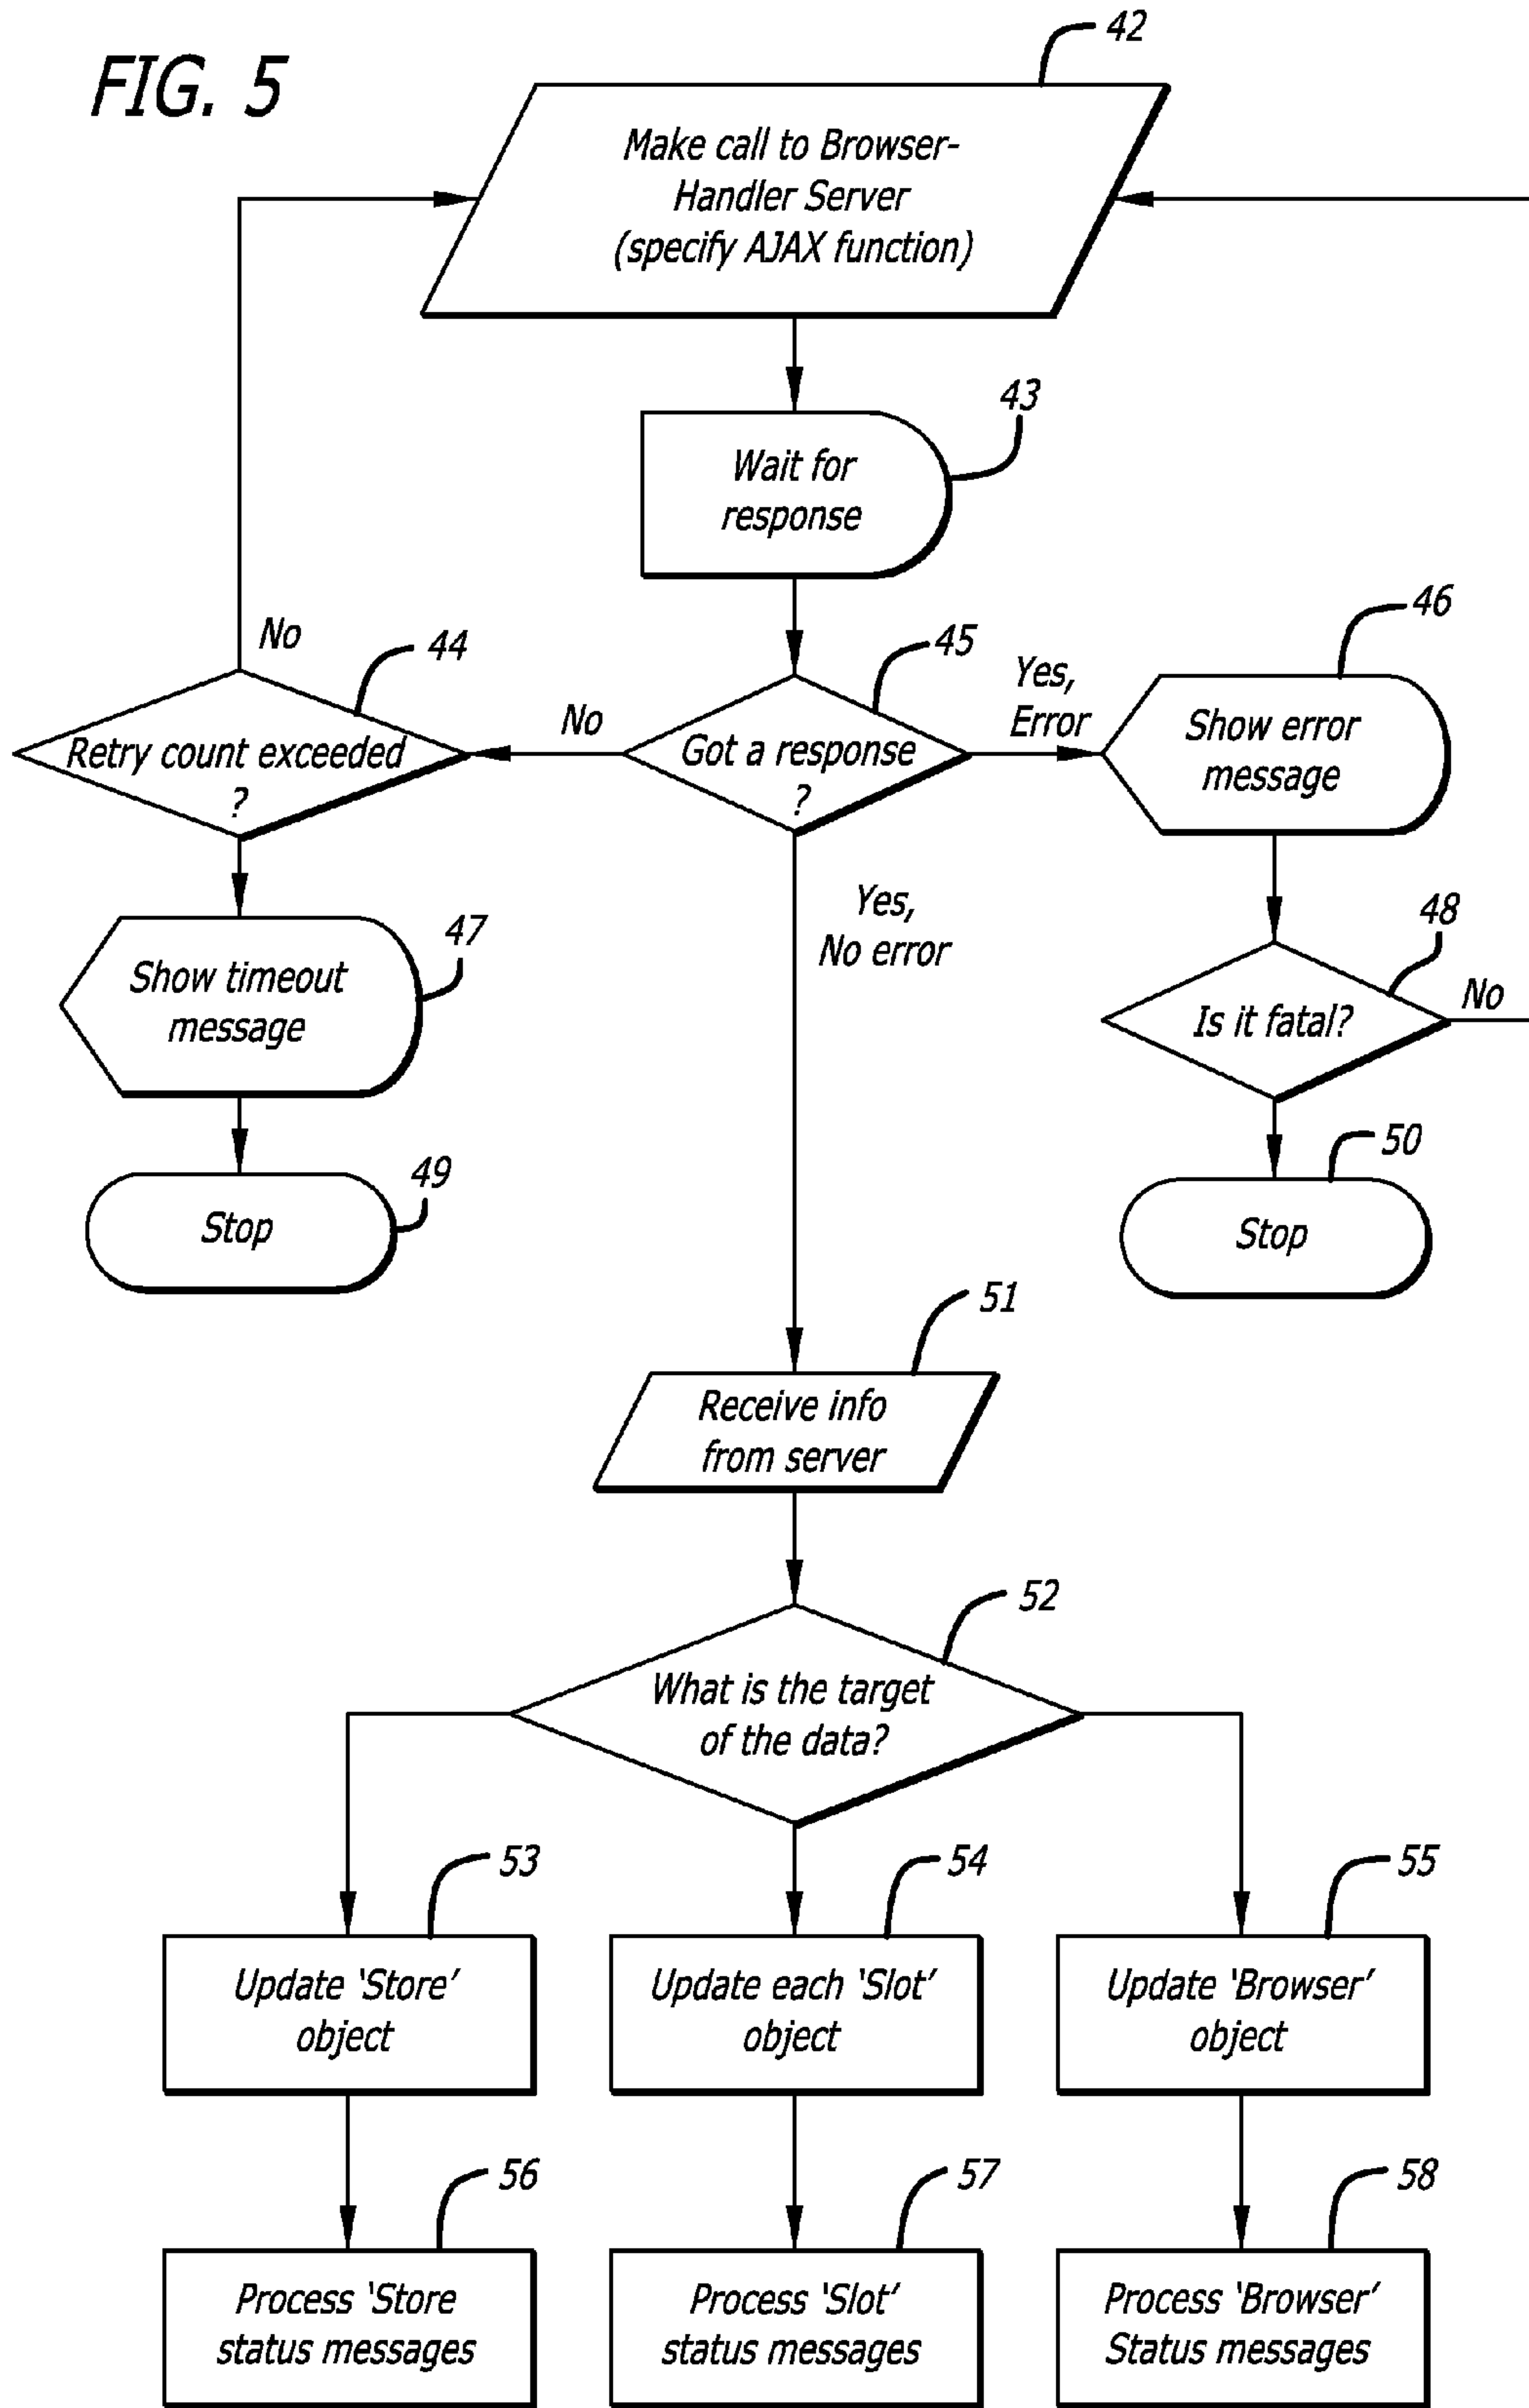 FIG. 5
42
Make call to Browser-
Handler Server
(specify AJAX function)
43
Wait for
response
No
44
Retry count exceeded
?
No
45
Got a response
?
Yes,
Error
46
Show error
message
47
Show timeout
message
Yes,
No error
48
Is it fatal?
No
49
Stop
50
Stop
51
Receive info
from server
52
What is the target
of the data?
53
Update ‘Store’
object
54
Update each ‘Slot’
object
55
Update ‘Browser’
object
56
Process ‘Store
status messages
57
Process ‘Slot’
status messages
58
Process ‘Browser’
Status messages